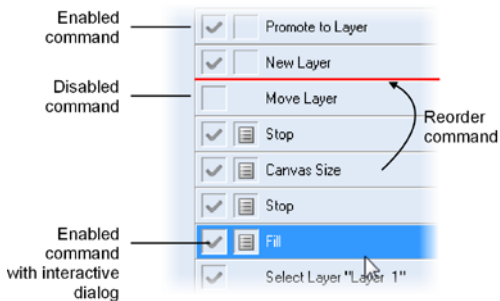 Enabled
command
Promote to Layer
New Layer
Disabled
command
Move Layer
Reorder
command
Stop
Canvas Size
Stop
Enabled
command
with interactive
dialog
Fill
Select Layer "Layer 1"